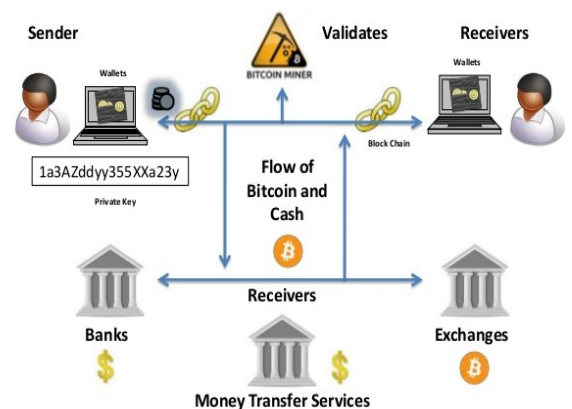 Sender
Validates
Receivers
Wallets
BITCOIN MINER
Wallets
Block Chain
1a3AZddyy355XXa23y
Private Key
Flow of
Bitcoin and
Cash
Receivers
Banks
Exchanges
Money Transfer Services